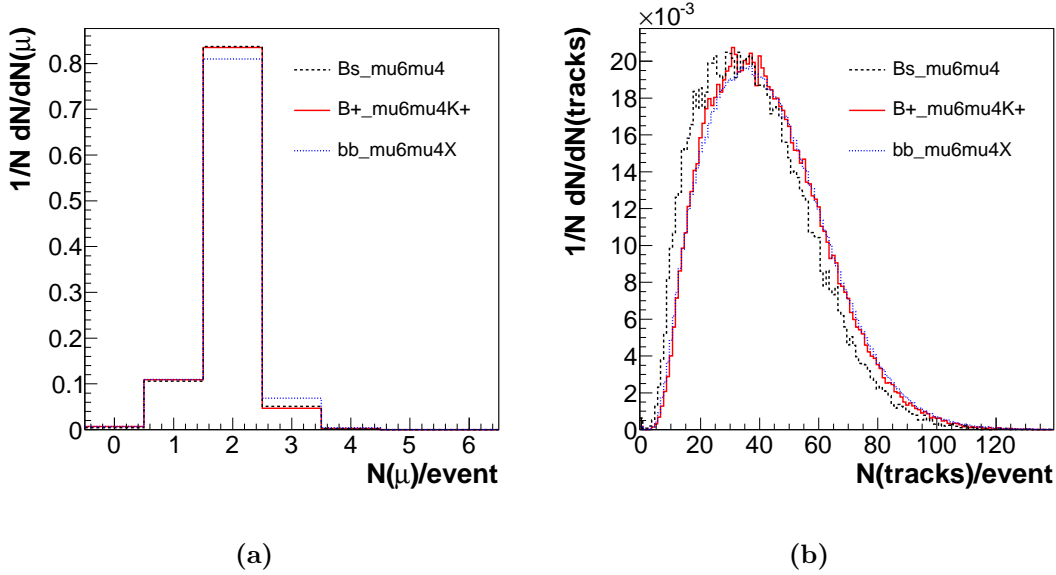 1/N dN/dN(μ)
0.8
0.7
0.6
0.5
0.4
0.3
0.2
0.1
0
Bs_mu6mu4
B+_mu6mu4K+
bb_mu6mu4X
0 1 2 3 4 5 6
N(μ)/event
(a)
×10⁻³
1/N dN/dN(tracks)
20
18
16
14
12
10
8
6
4
2
0
Bs_mu6mu4
B+_mu6mu4K+
bb_mu6mu4X
0 20 40 60 80 100 120
N(tracks)/event
(b)